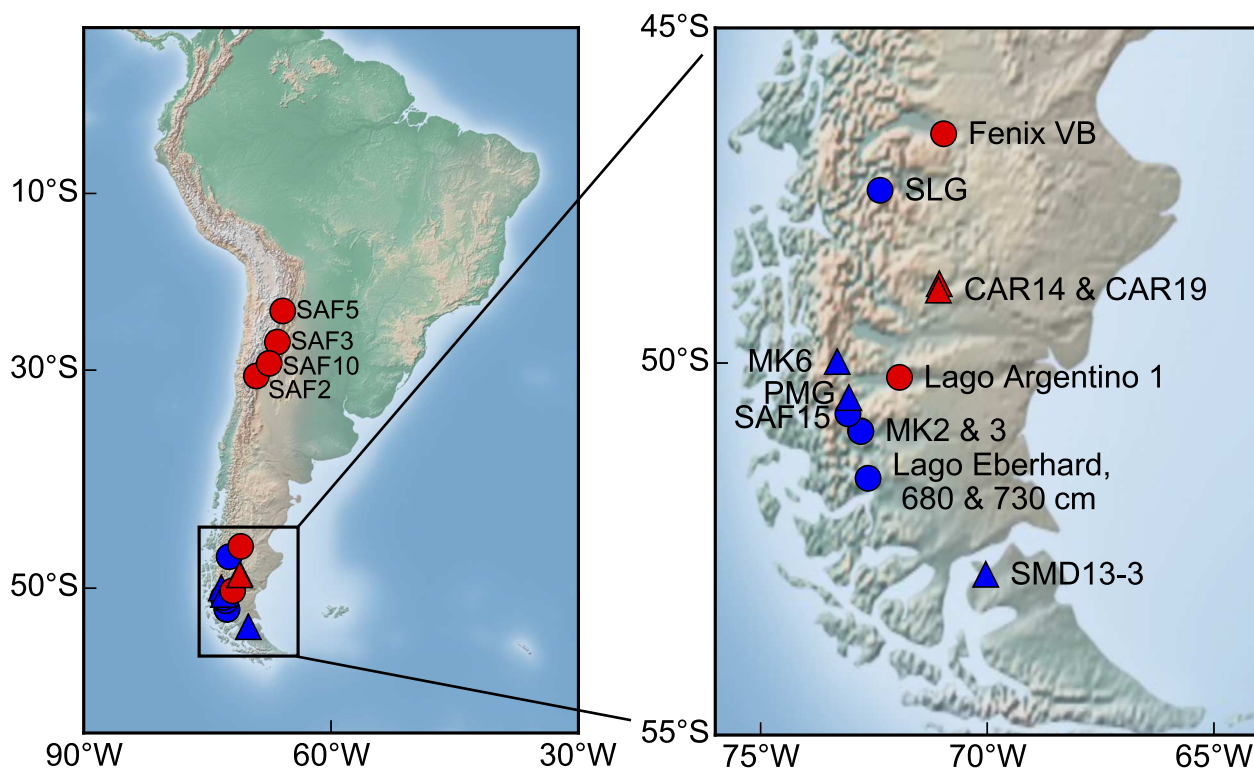 45°S
Fenix VB
SLG
10°S
CAR14 & CAR19
SAF5
SAF3
SAF10
SAF2
30°S
50°S
MK6
Lago Argentino 1
PMG
SAF15
MK2 & 3
Lago Eberhard,
680 & 730 cm
50°S
SMD13-3
55°S
90°W
60°W
30°W
75°W
70°W
65°W